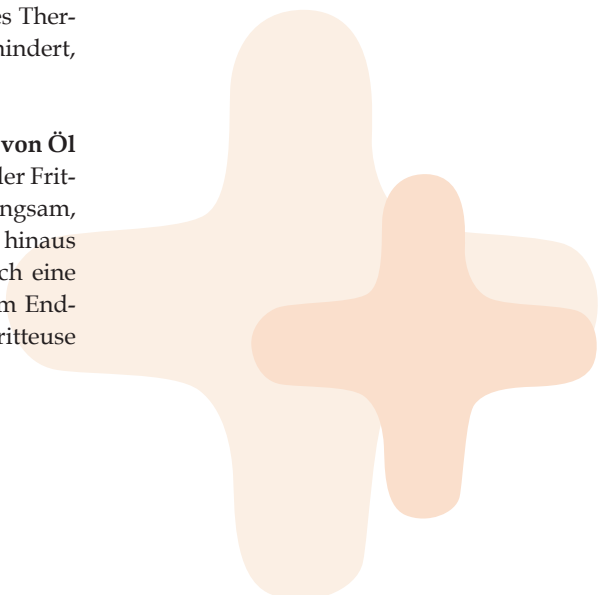 es Ther-
hindert,
von Öl
ler Frit-
ngsam,
hinaus
ch eine
m End-
ritteuse